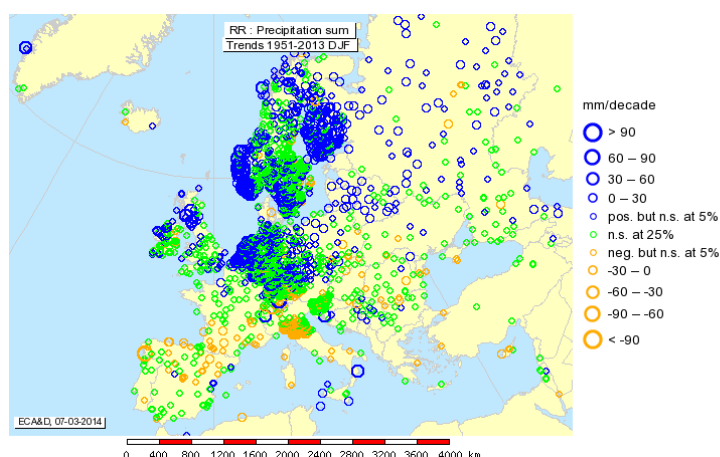 RR : Precipitation sum
Trends 1951-2013 DJF
mm/decade
> 90
60 – 90
30 – 60
0 – 30
pos. but n.s. at 5%
n.s. at 25%
neg. but n.s. at 5%
-30 – 0
-60 – -30
-90 – -60
< -90
ECA&D, 07-03-2014
0 400 800 1200 1600 2000 2400 2800 3200 3600 4000 km